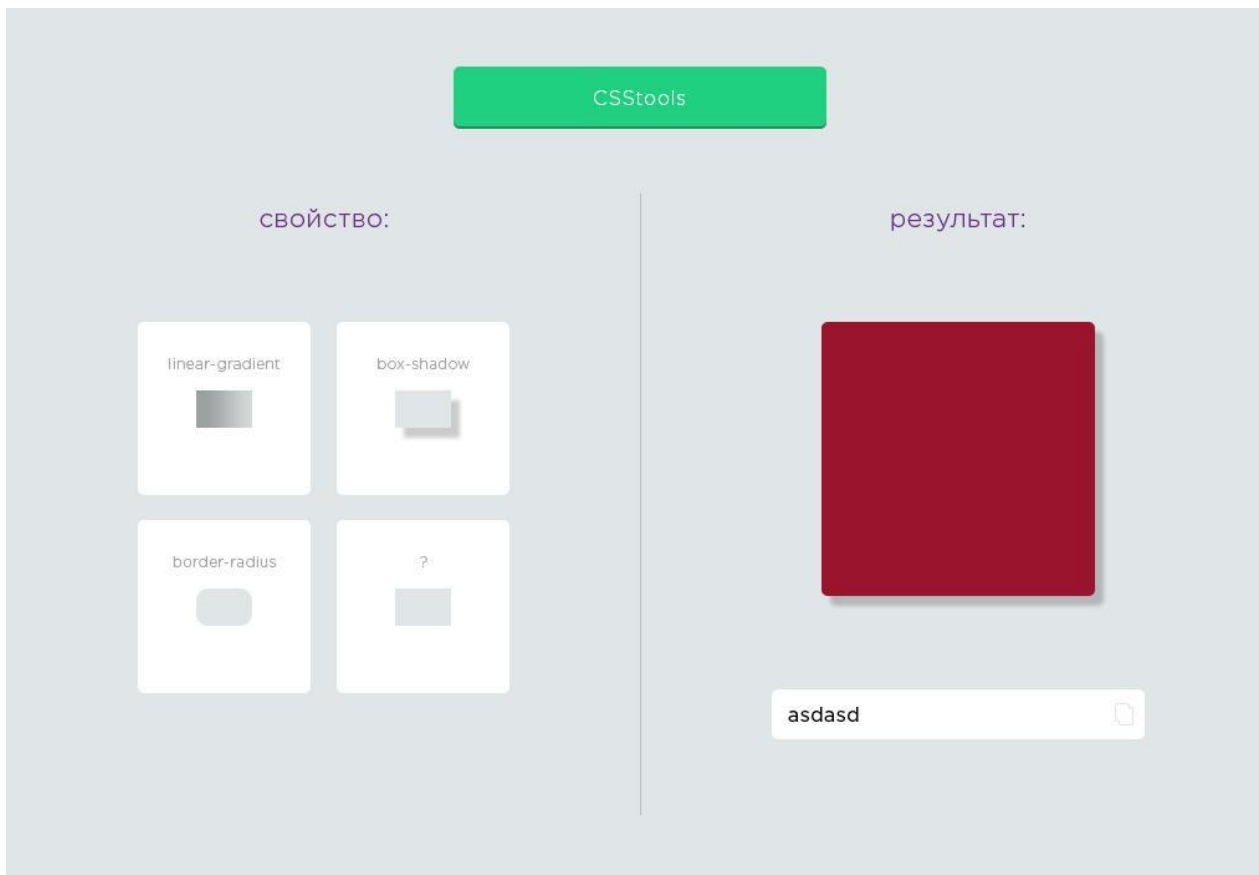 CSStools
свойство:
linear-gradient
box-shadow
border-radius
?
результат:
asdasd